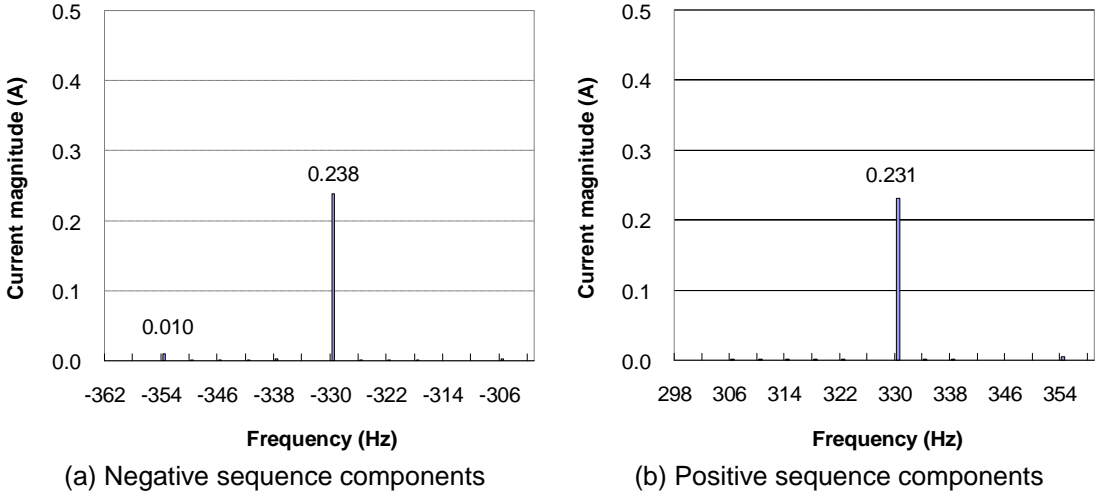 Current magnitude (A)
0.5
0.4
0.3
0.2
0.1
0.0
0.238
0.010
-362 -354 -346 -338 -330 -322 -314 -306
Frequency (Hz)
(a) Negative sequence components
Current magnitude (A)
0.5
0.4
0.3
0.2
0.1
0.0
0.231
298 306 314 322 330 338 346 354
Frequency (Hz)
(b) Positive sequence components